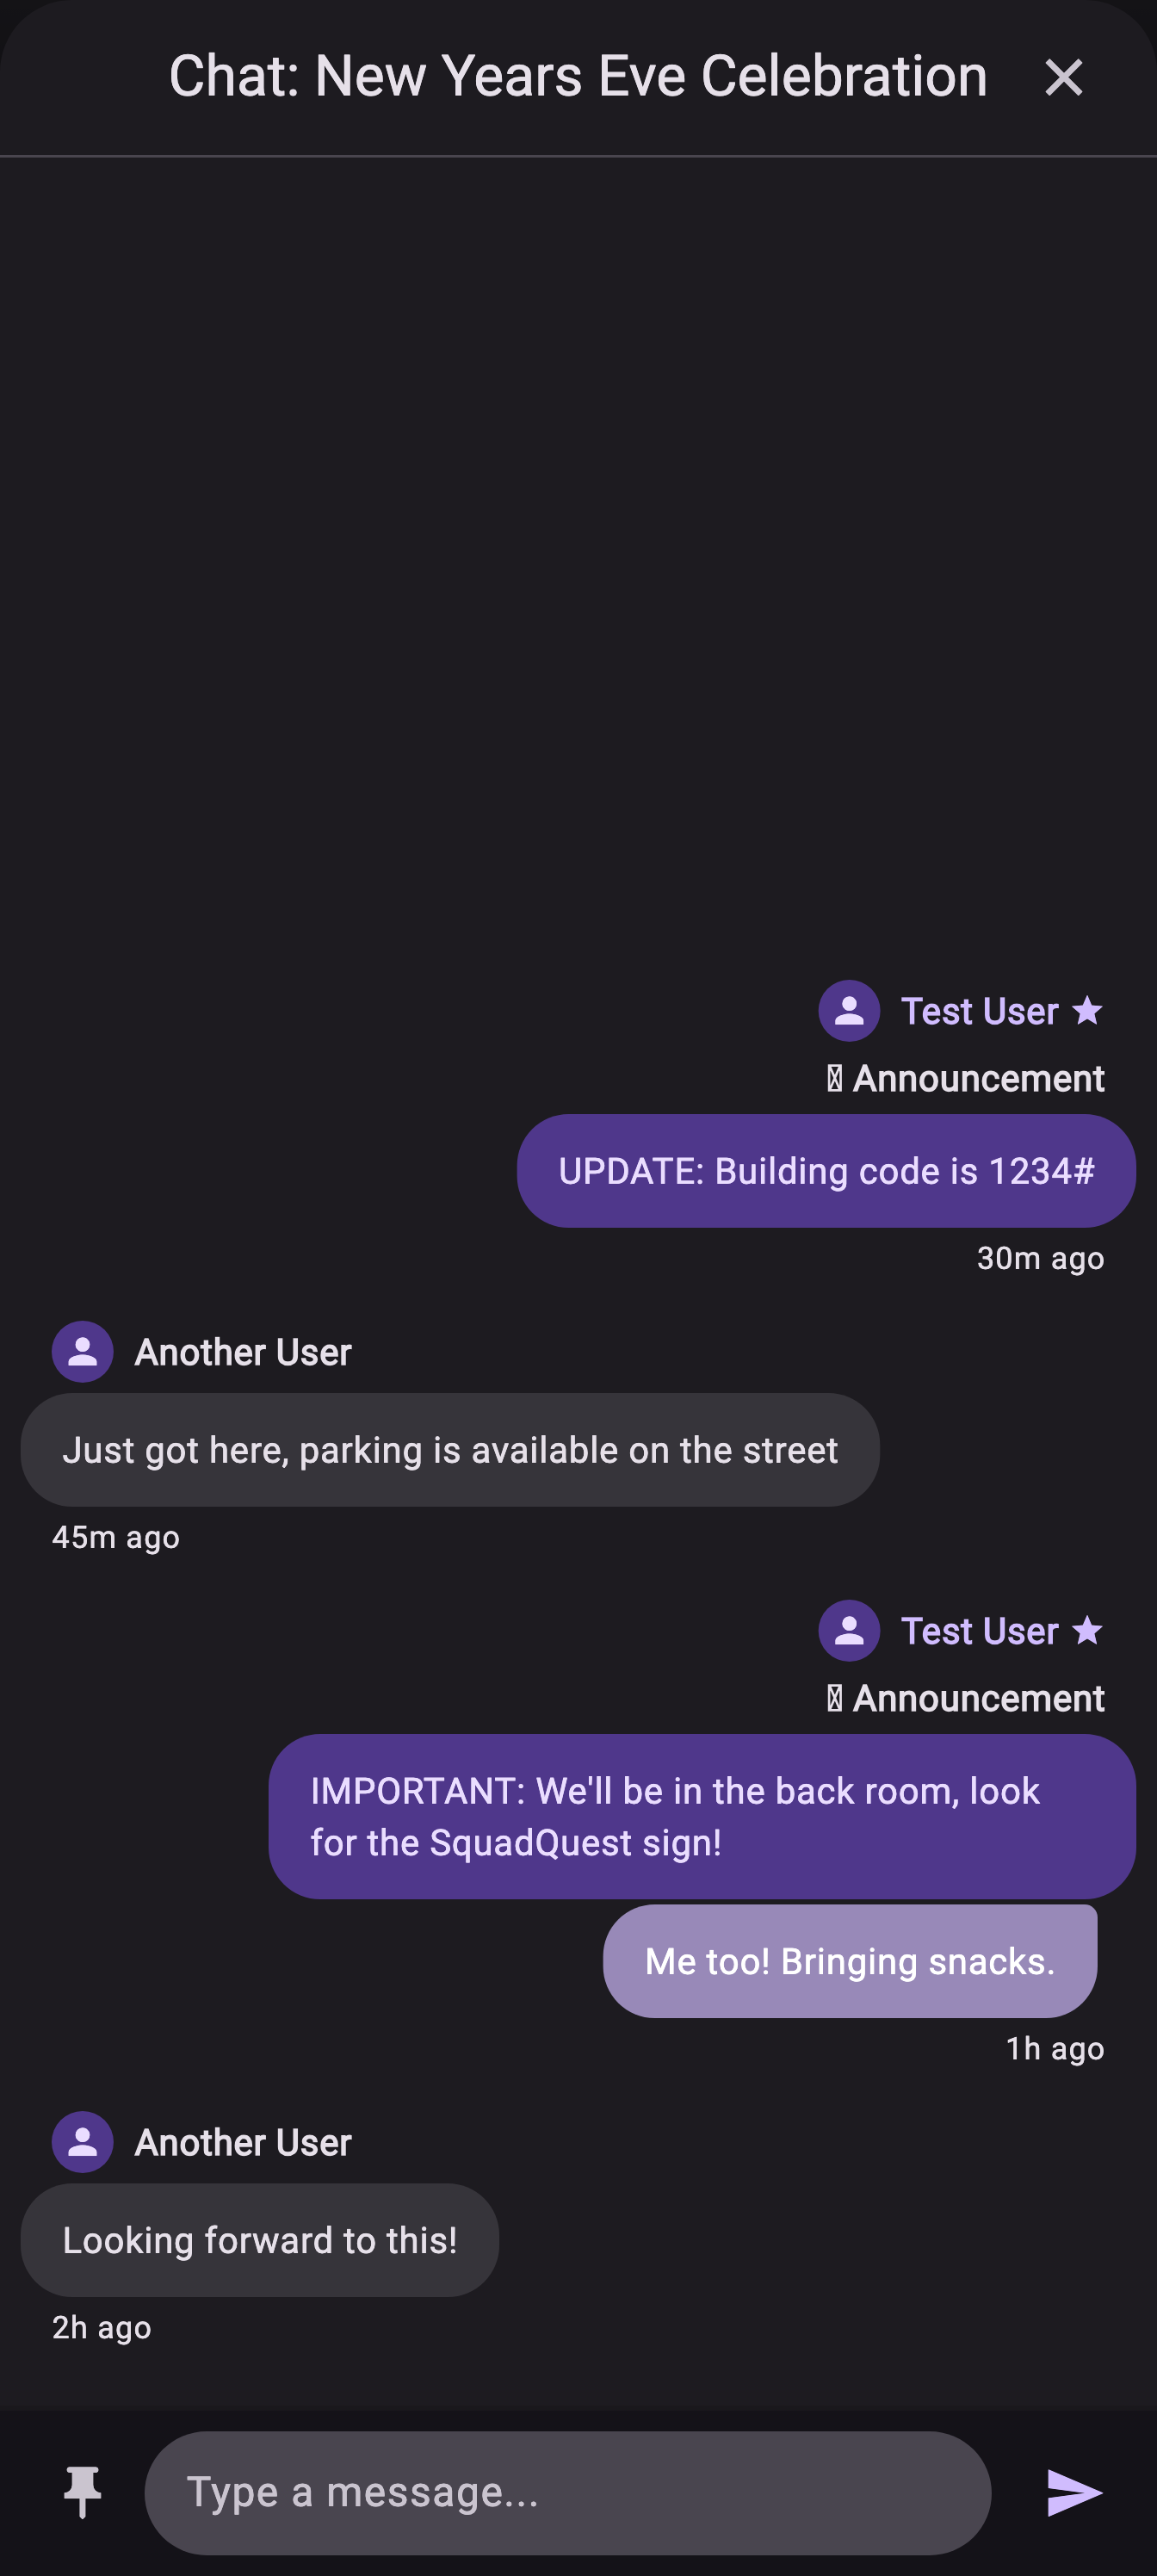 Chat: New Years Eve Celebration
Test User
Announcement
UPDATE: Building code is 1234#
30m ago
Another User
Just got here, parking is available on the street
45m ago
Test User
Announcement
IMPORTANT: We'll be in the back room, look
for the SquadQuest sign!
Me too! Bringing snacks.
1h ago
Another User
Looking forward to this!
2h ago
Type a message...